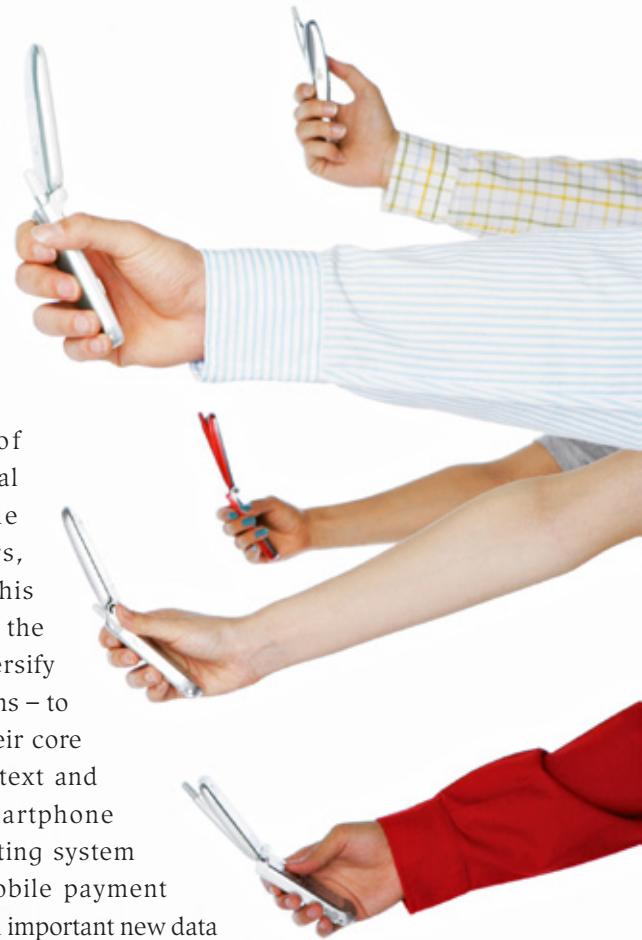 of
al
e
s,
his
the
ersify
ns – to
eir core
text and
artphone
ting system
obile payment
important new data